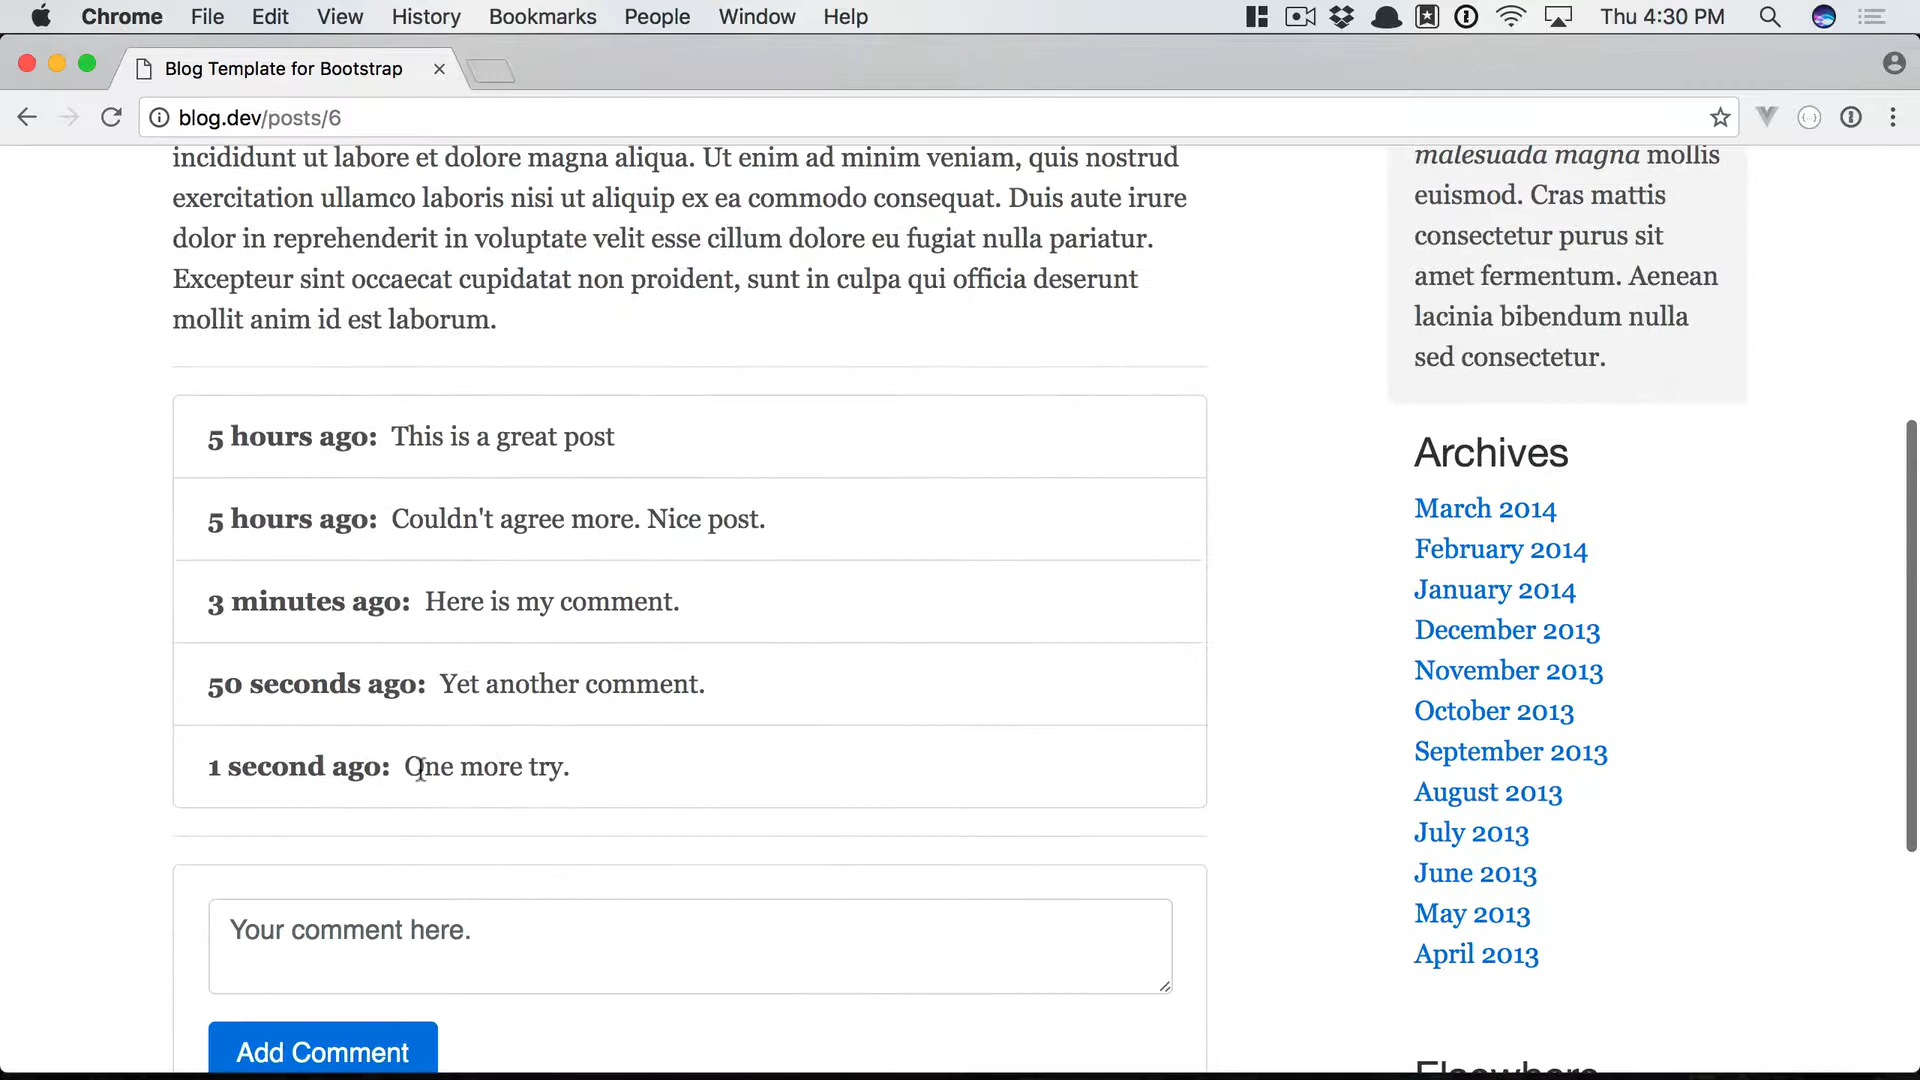 Chrome File Edit View History Bookmarks People Window Help Thu 4:30 PM
Blog Template for Bootstrap
blog.dev/posts/6
incididunt ut labore et dolore magna aliqua. Ut enim ad minim veniam, quis nostrud
exercitation ullamco laboris nisi ut aliquip ex ea commodo consequat. Duis aute irure
dolor in reprehenderit in voluptate velit esse cillum dolore eu fugiat nulla pariatur.
Excepteur sint occaecat cupidatat non proident, sunt in culpa qui officia deserunt
mollit anim id est laborum.
5 hours ago: This is a great post
5 hours ago: Couldn't agree more. Nice post.
3 minutes ago: Here is my comment.
50 seconds ago: Yet another comment.
1 second ago: One more try.
Your comment here.
Add Comment
malesuada magna mollis
euismod. Cras mattis
consectetur purus sit
amet fermentum. Aenean
lacinia bibendum nulla
sed consectetur.
Archives
March 2014
February 2014
January 2014
December 2013
November 2013
October 2013
September 2013
August 2013
July 2013
June 2013
May 2013
April 2013
Elsewhere